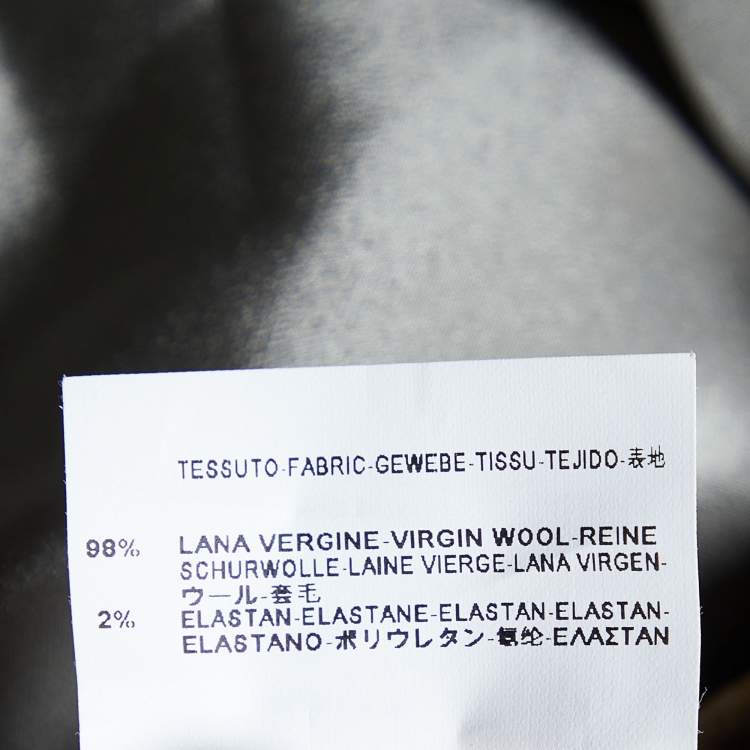 TESSUTO-FABRIC-GEWEBE-TISSU-TEJIDO-表地
98% LANA VERGINE-VIRGIN WOOL-REINE
SCHURWOLLE-LAINE VIERGE-LANA VIRGEN-
ウール-套毛
2% ELASTAN-ELASTANE-ELASTAN-ELASTAN-
ELASTANO-ポリウレタン-氨纶-ΕΛΑΣΤΑΝ